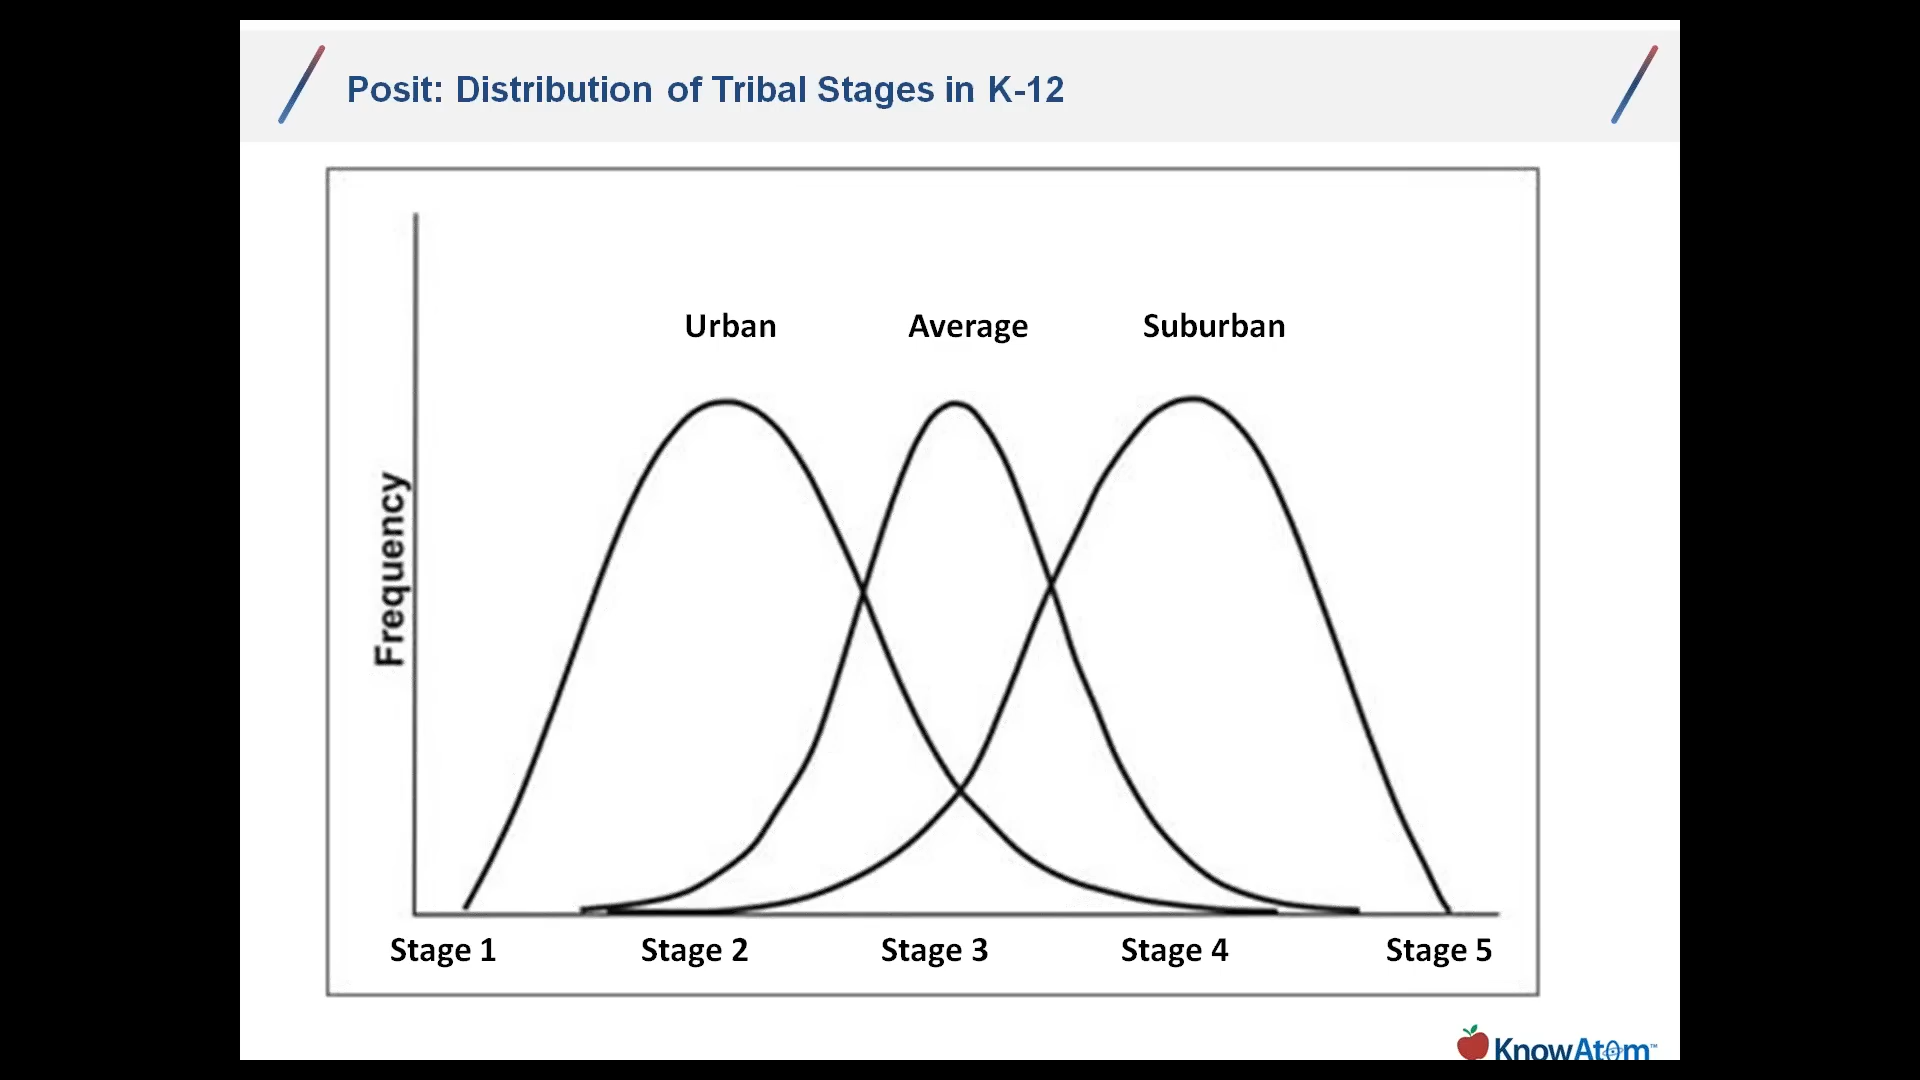 Posit: Distribution of Tribal Stages in K-12
Urban
Average
Suburban
Frequency
Stage 1
Stage 2
Stage 3
Stage 4
Stage 5
KnowAtom™